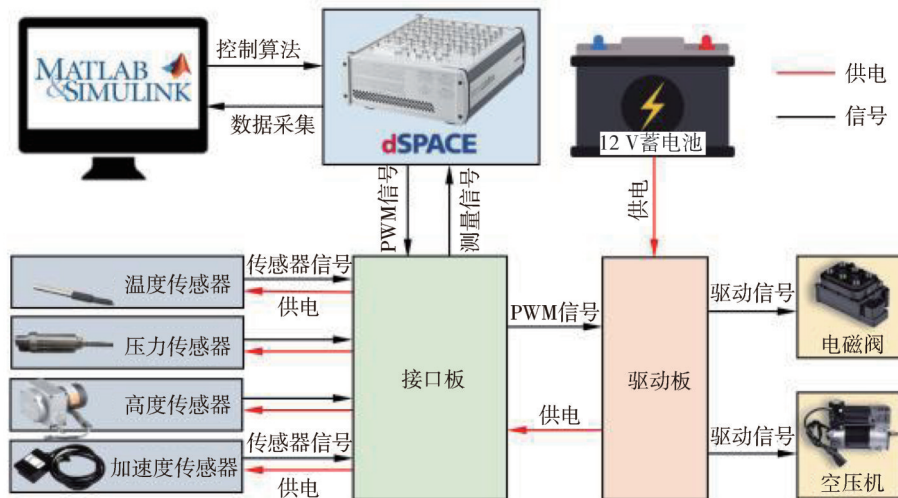 MATLAB
&SIMULINK
控制算法
数据采集
dSPACE
12 V蓄电池
供电
信号
PWM信号
测量信号
供电
温度传感器
传感器信号
供电
压力传感器
高度传感器
加速度传感器
传感器信号
供电
接口板
PWM信号
供电
驱动板
驱动信号
电磁阀
驱动信号
空压机